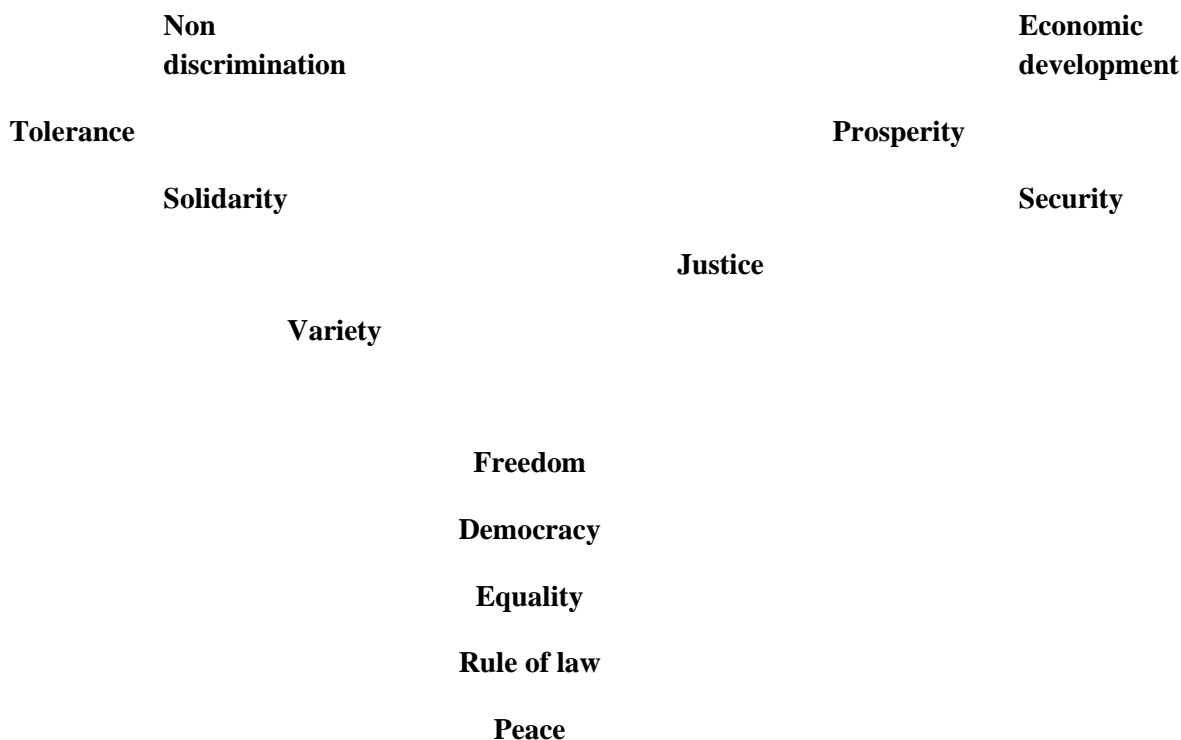 Non
discrimination
Economic
development
Tolerance
Prosperity
Solidarity
Security
Justice
Variety
Freedom
Democracy
Equality
Rule of law
Peace